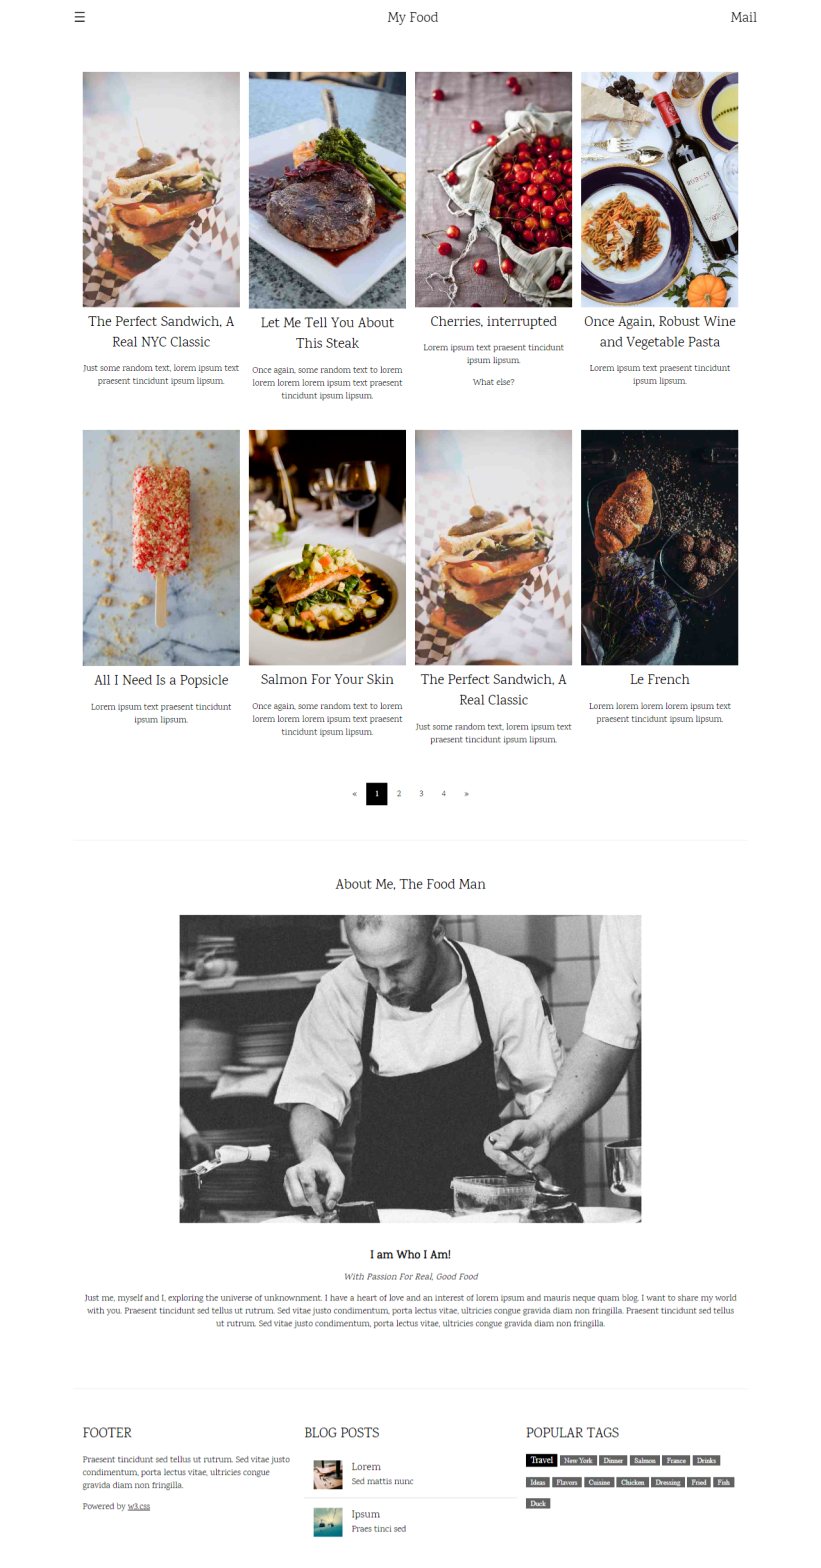 ☰ My Food Mail
The Perfect Sandwich, A
Real NYC Classic
Just some random text, lorem ipsum text
praesent tincidunt ipsum lipsum.
Let Me Tell You About
This Steak
Once again, some random text to lorem
lorem lorem lorem ipsum text praesent
tincidunt ipsum lipsum.
Cherries, interrupted
Lorem ipsum text praesent tincidunt
ipsum lipsum.
What else?
Once Again, Robust Wine
and Vegetable Pasta
Lorem ipsum text praesent tincidunt
ipsum lipsum.
All I Need Is a Popsicle
Lorem ipsum text praesent tincidunt
ipsum lipsum.
Salmon For Your Skin
Once again, some random text to lorem
lorem lorem lorem ipsum text praesent
tincidunt ipsum lipsum.
The Perfect Sandwich, A
Real Classic
Just some random text, lorem ipsum text
praesent tincidunt ipsum lipsum.
Le French
Lorem lorem lorem lorem ipsum text
praesent tincidunt ipsum lipsum.
« 1 2 3 4 »
About Me, The Food Man
I am Who I Am!
With Passion For Real, Good Food
Just me, myself and I, exploring the universe of unknownment. I have a heart of love and an interest of lorem ipsum and mauris neque quam blog. I want to share my world
with you. Praesent tincidunt sed tellus ut rutrum. Sed vitae justo condimentum, porta lectus vitae, ultricies congue gravida diam non fringilla. Praesent tincidunt sed tellus
ut rutrum. Sed vitae justo condimentum, porta lectus vitae, ultricies congue gravida diam non fringilla.
FOOTER
Praesent tincidunt sed tellus ut rutrum. Sed vitae justo
condimentum, porta lectus vitae, ultricies congue
gravida diam non fringilla.
Powered by w3.css
BLOG POSTS
Lorem
Sed mattis nunc
Ipsum
Praes tinci sed
POPULAR TAGS
Travel New York Dinner Salmon France Drinks
Ideas Flavors Cuisine Chicken Dressing Fried Fish
Duck